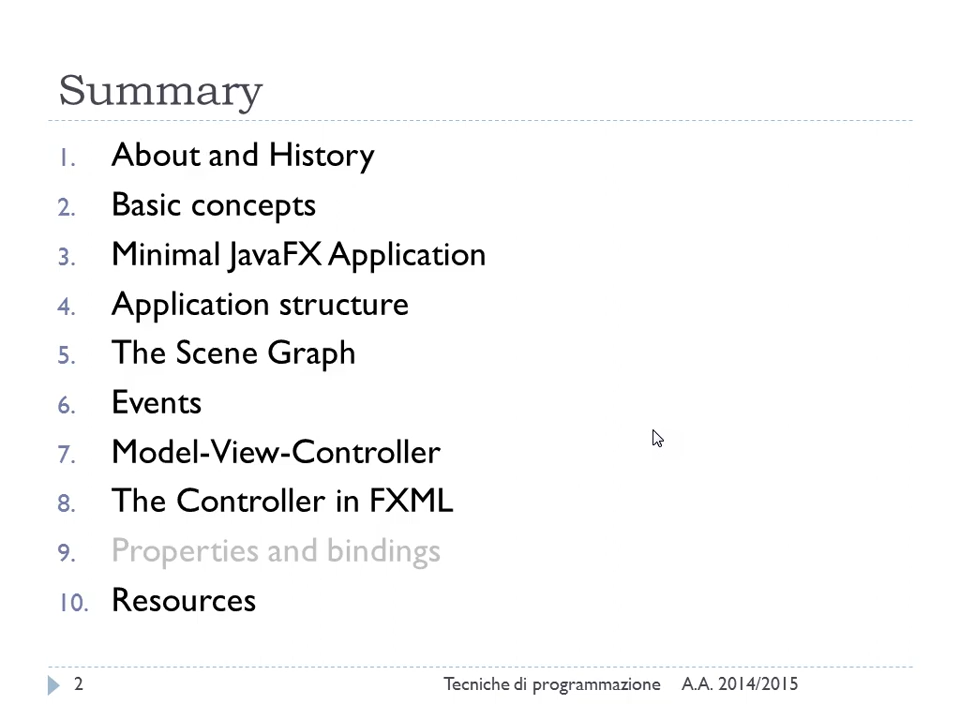 Summary
1. About and History
2. Basic concepts
3. Minimal JavaFX Application
4. Application structure
5. The Scene Graph
6. Events
7. Model-View-Controller
8. The Controller in FXML
9. Properties and bindings
10. Resources
2 Tecniche di programmazione A.A. 2014/2015